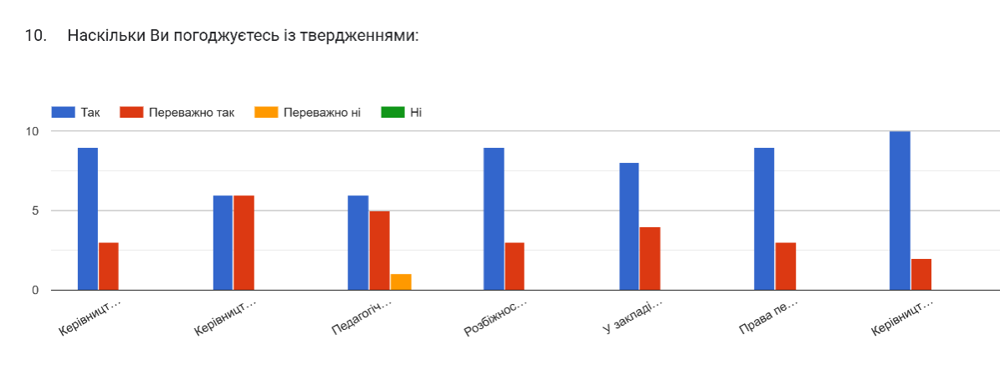 10. Наскільки Ви погоджуєтесь із твердженнями:
Так Переважно так Переважно ні Ні
10
5
0
Керівницт... Керівницт... Педагогіч... Розбіжнос... У закладі... Права пе... Керівницт...